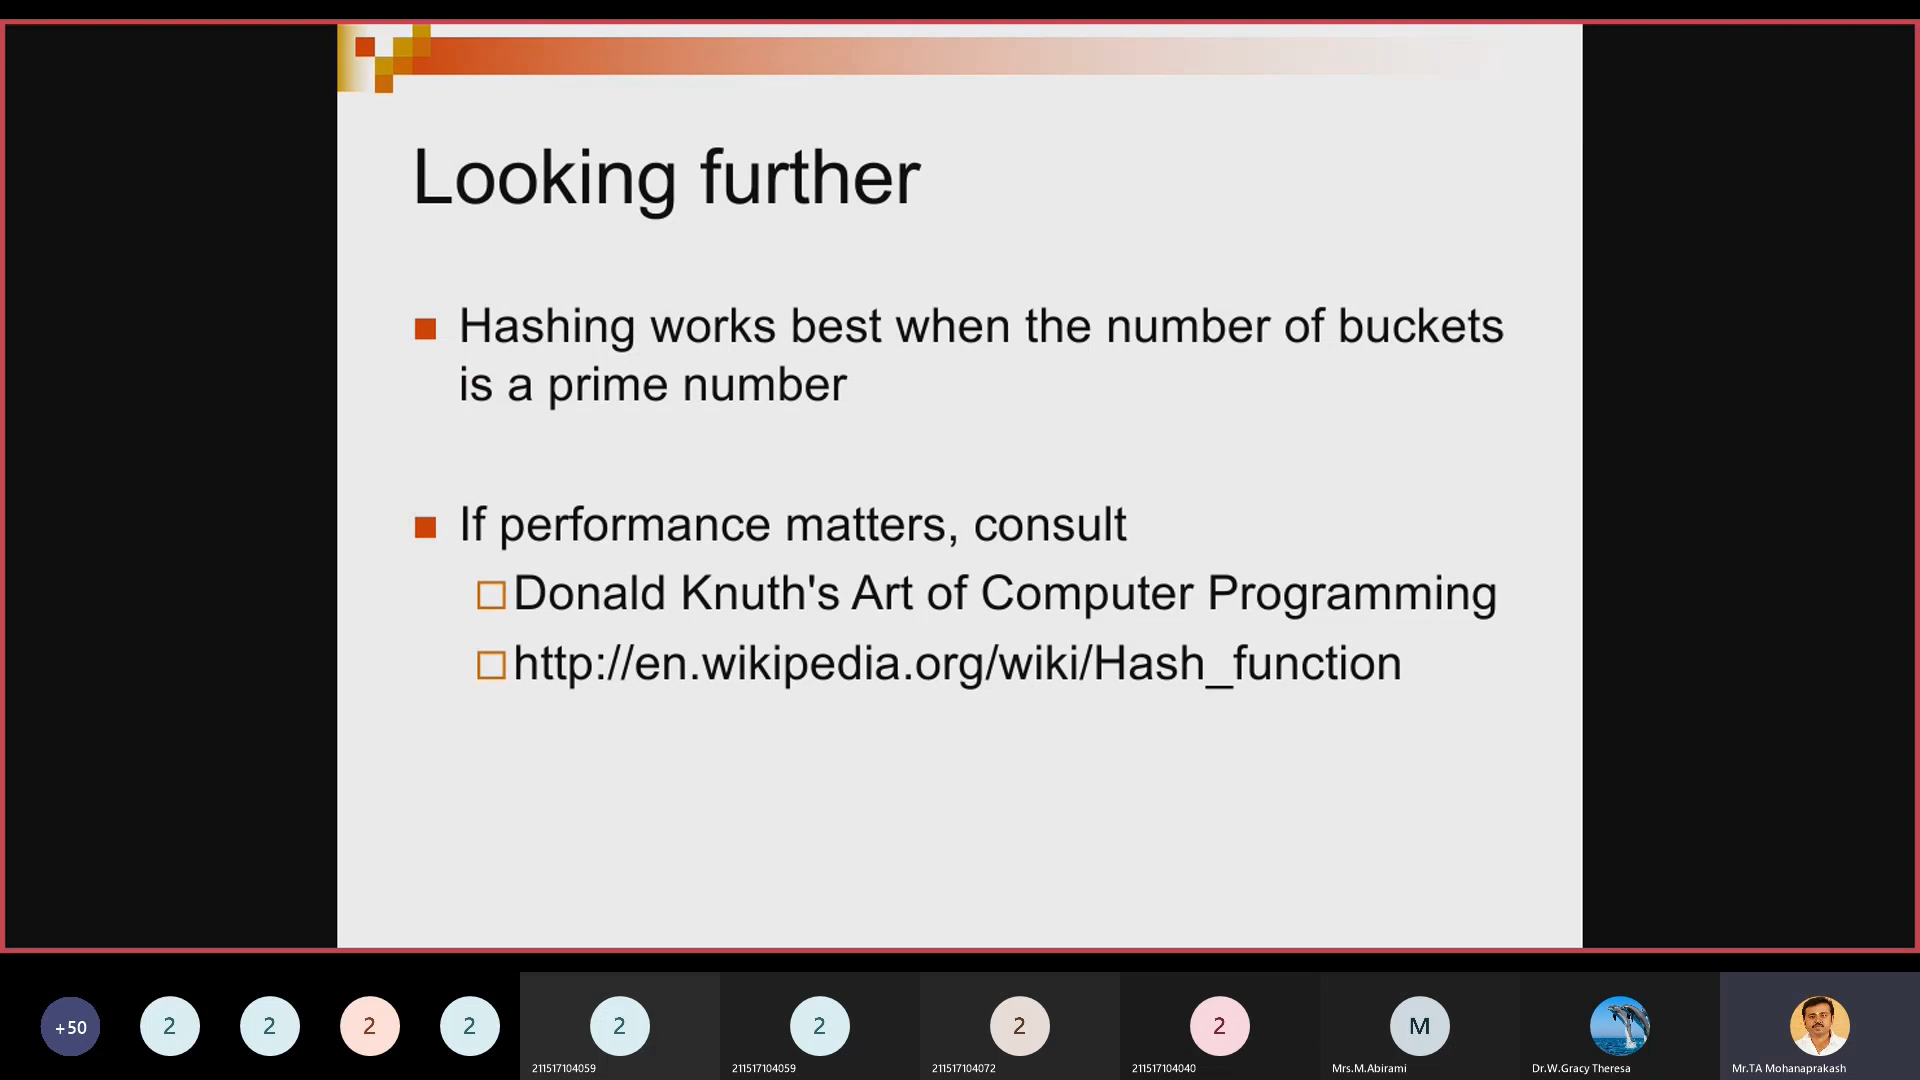 Looking further
Hashing works best when the number of buckets
is a prime number
If performance matters, consult
Donald Knuth's Art of Computer Programming
http://en.wikipedia.org/wiki/Hash_function
+50
2
2
2
2
2
2
2
2
M
211517104059
211517104059
211517104072
211517104040
Mrs.M.Abirami
Dr.W.Gracy Theresa
Mr.TA Mohanaprakash